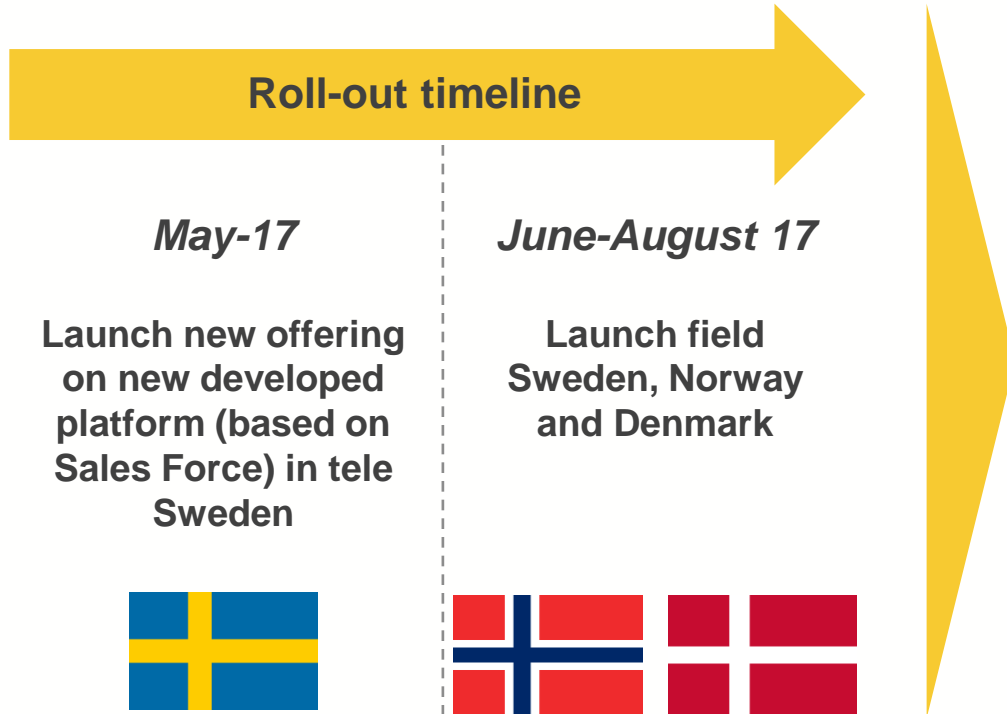 Roll-out timeline
May-17
Launch new offering
on new developed
platform (based on
Sales Force) in tele
Sweden
June-August 17
Launch field
Sweden, Norway
and Denmark